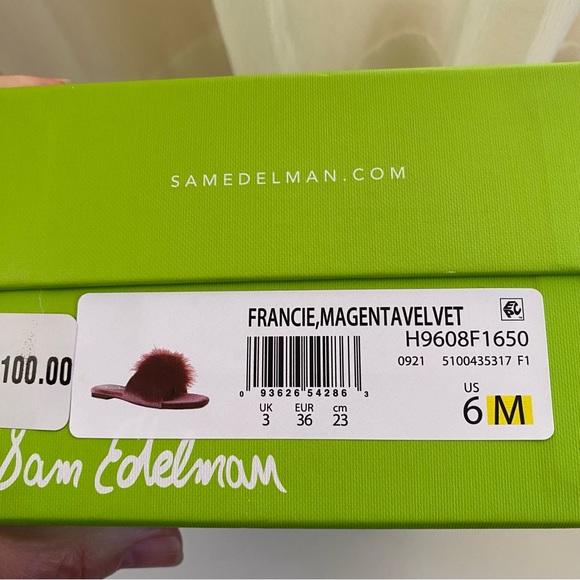 SAMEDELMAN.COM
FRANCIE,MAGENTAVELVET
H9608F1650
0921 5100435317 F1
100.00
0 93626 54286 3
UK EUR cm
3 36 23
US
6 M
Sam Edelman